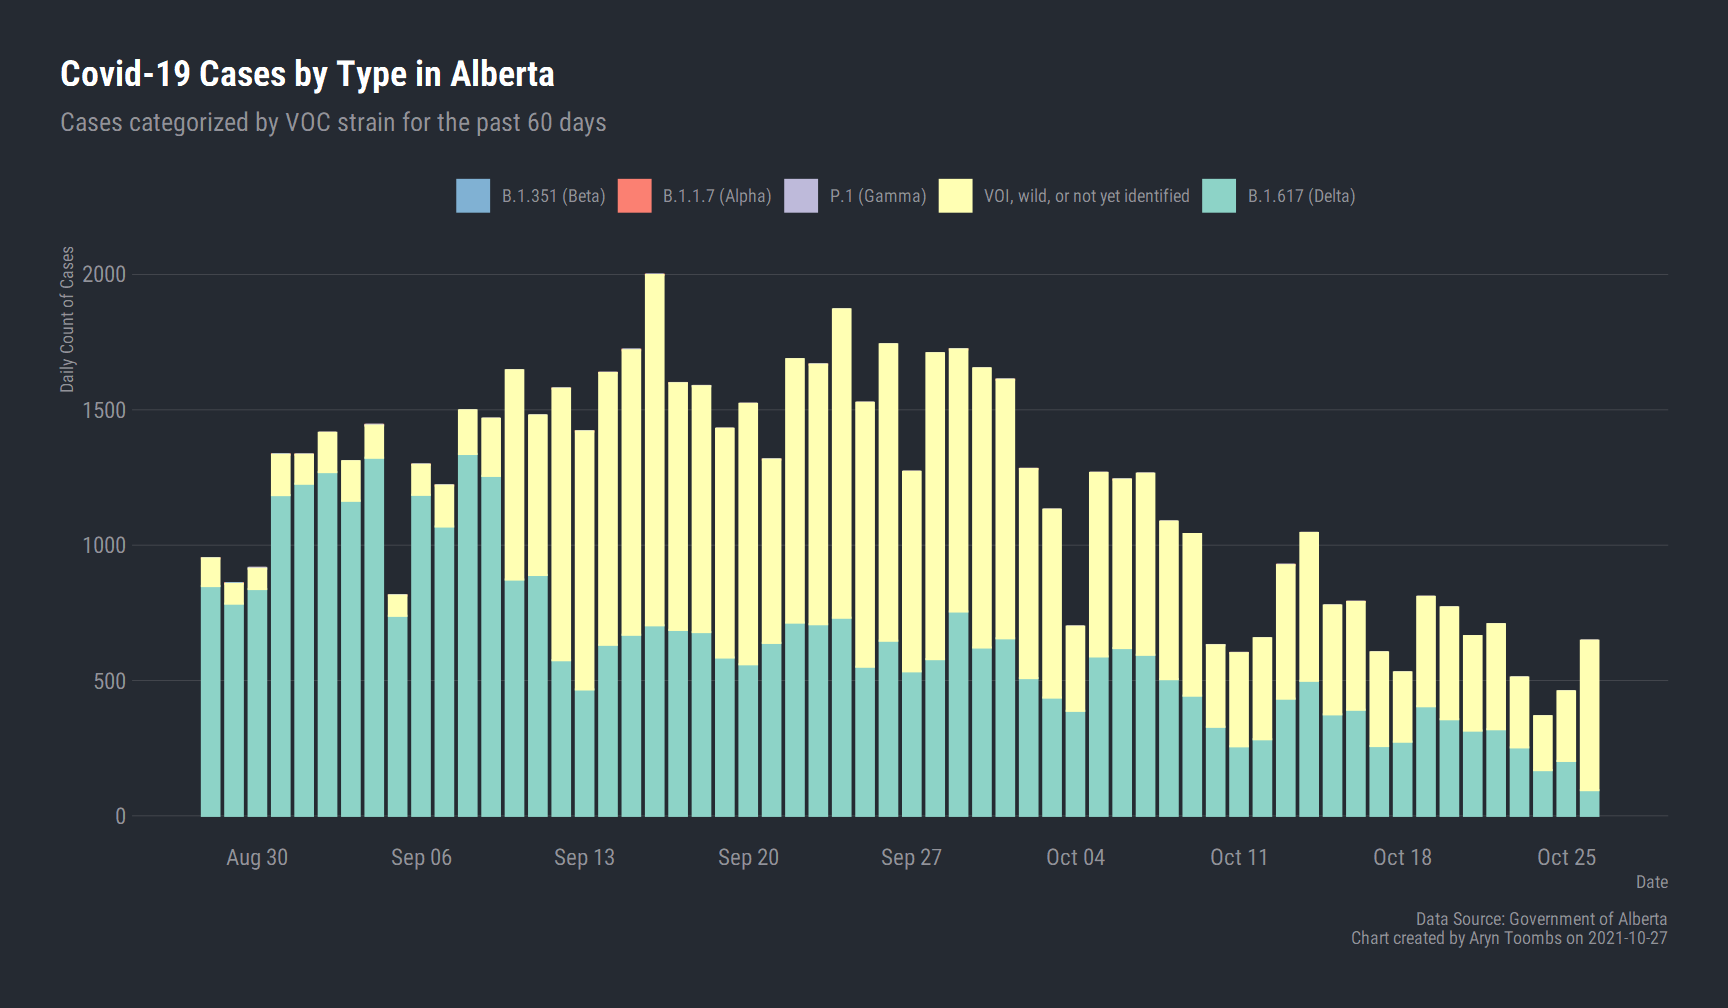 Covid-19 Cases by Type in Alberta
Cases categorized by VOC strain for the past 60 days
B.1.351 (Beta) B.1.1.7 (Alpha) P.1 (Gamma) VOI, wild, or not yet identified B.1.617 (Delta)
Daily Count of Cases
2000
1500
1000
500
0
Aug 30 Sep 06 Sep 13 Sep 20 Sep 27 Oct 04 Oct 11 Oct 18 Oct 25
Date
Data Source: Government of Alberta
Chart created by Aryn Toombs on 2021-10-27